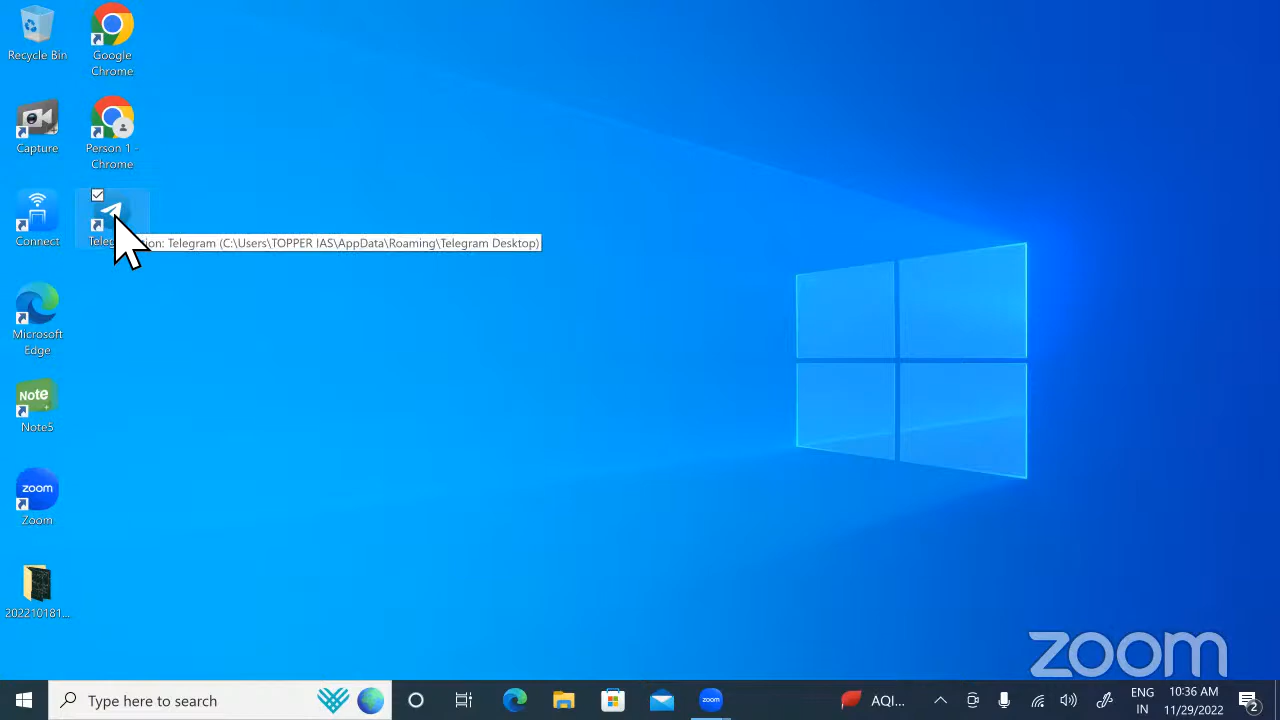 Recycle Bin
Google
Chrome
Capture
Person 1 -
Chrome
Connect
Telegr
ion: Telegram (C:\Users\TOPPER IAS\AppData\Roaming\Telegram Desktop)
Microsoft
Edge
Note
Note5
zoom
Zoom
202210181...
zoom
Type here to search
zoom
AQI...
ENG
IN
10:36 AM
11/29/2022
2